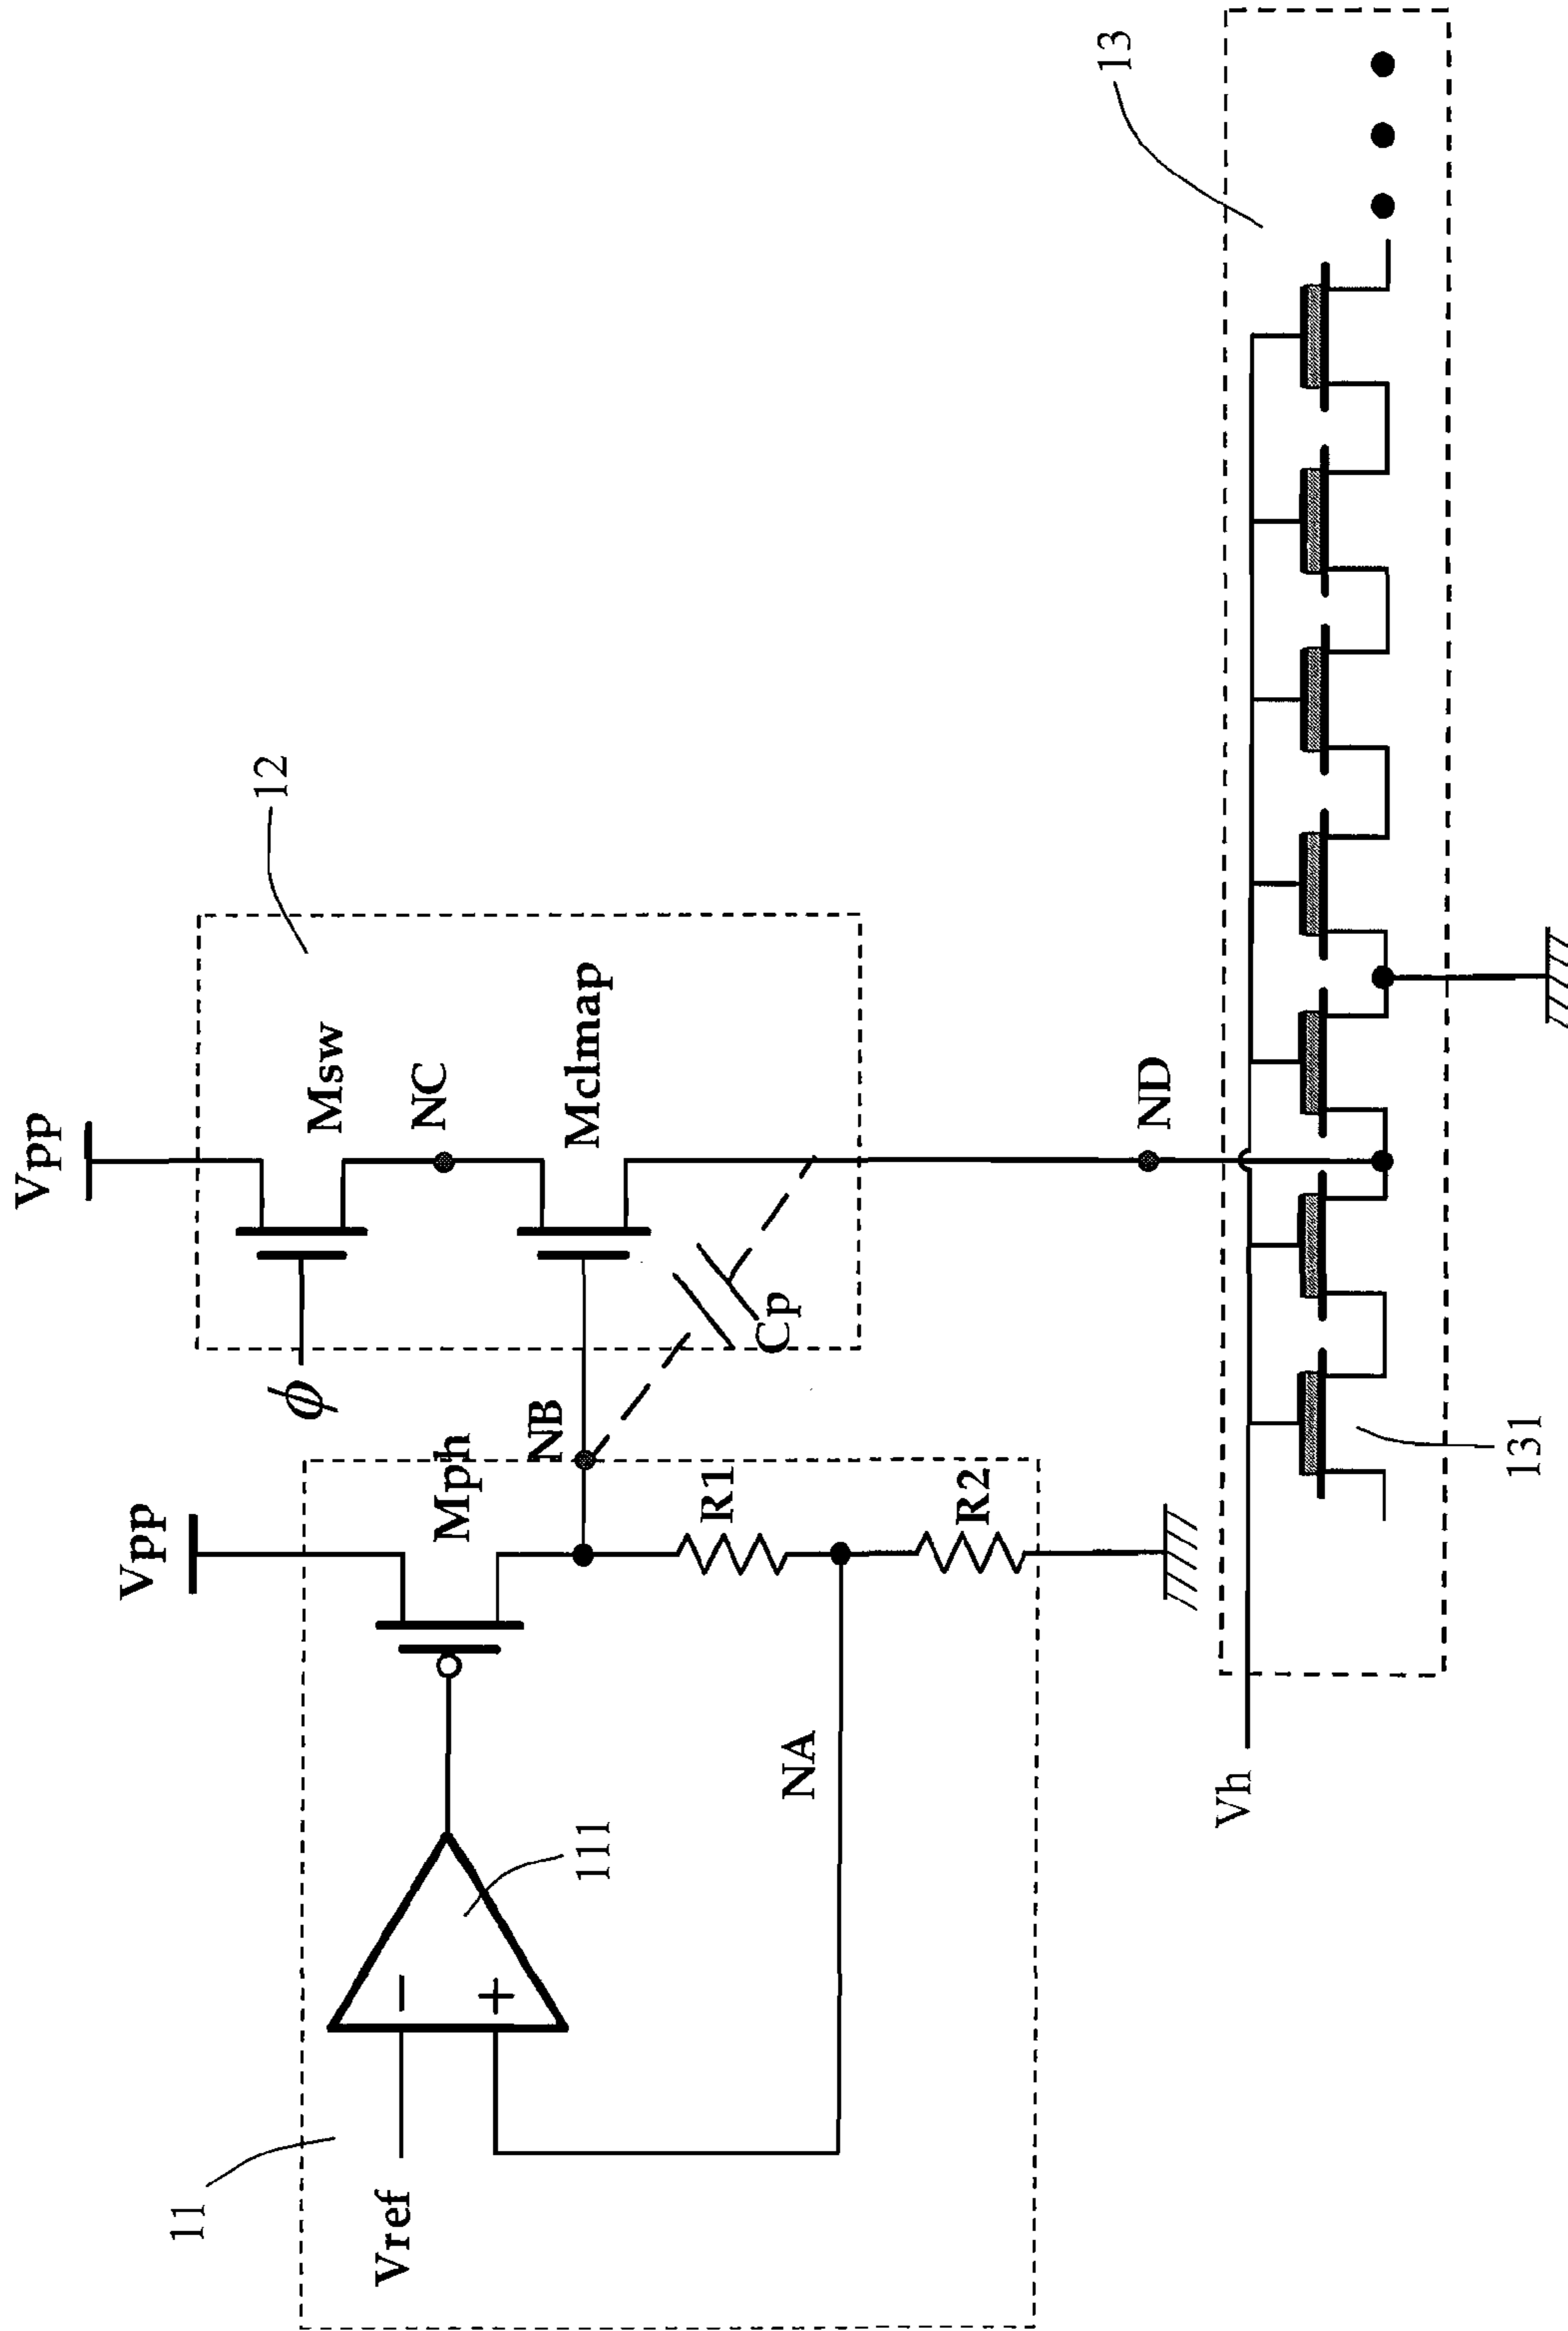 Vpp
Msw
12
ϕ
NC
Mclmap
Vpp
Mph
NB
Cp
R1
R2
NA
11
Vref
−
+
111
ND
13
Vh
131